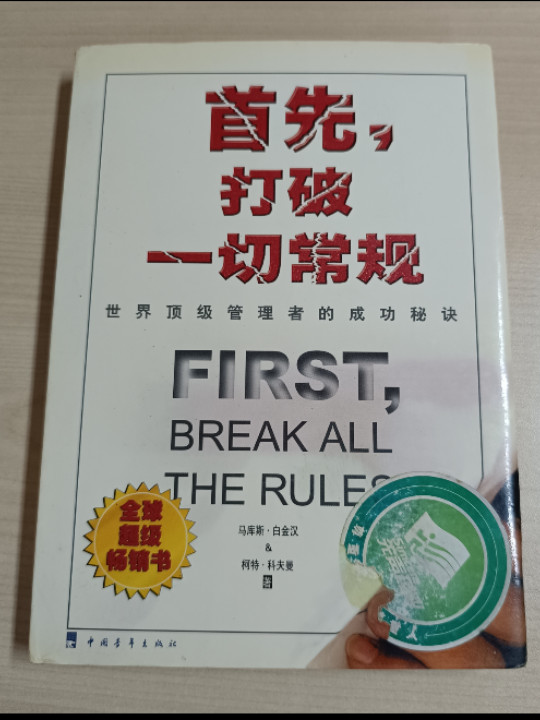 首先,
打破
一切常规
世界顶级管理者的成功秘诀
FIRST,
BREAK ALL
THE RULES
全球
超级
畅销书
马库斯·白金汉
&
柯特·科夫曼
著
中国青年出版社